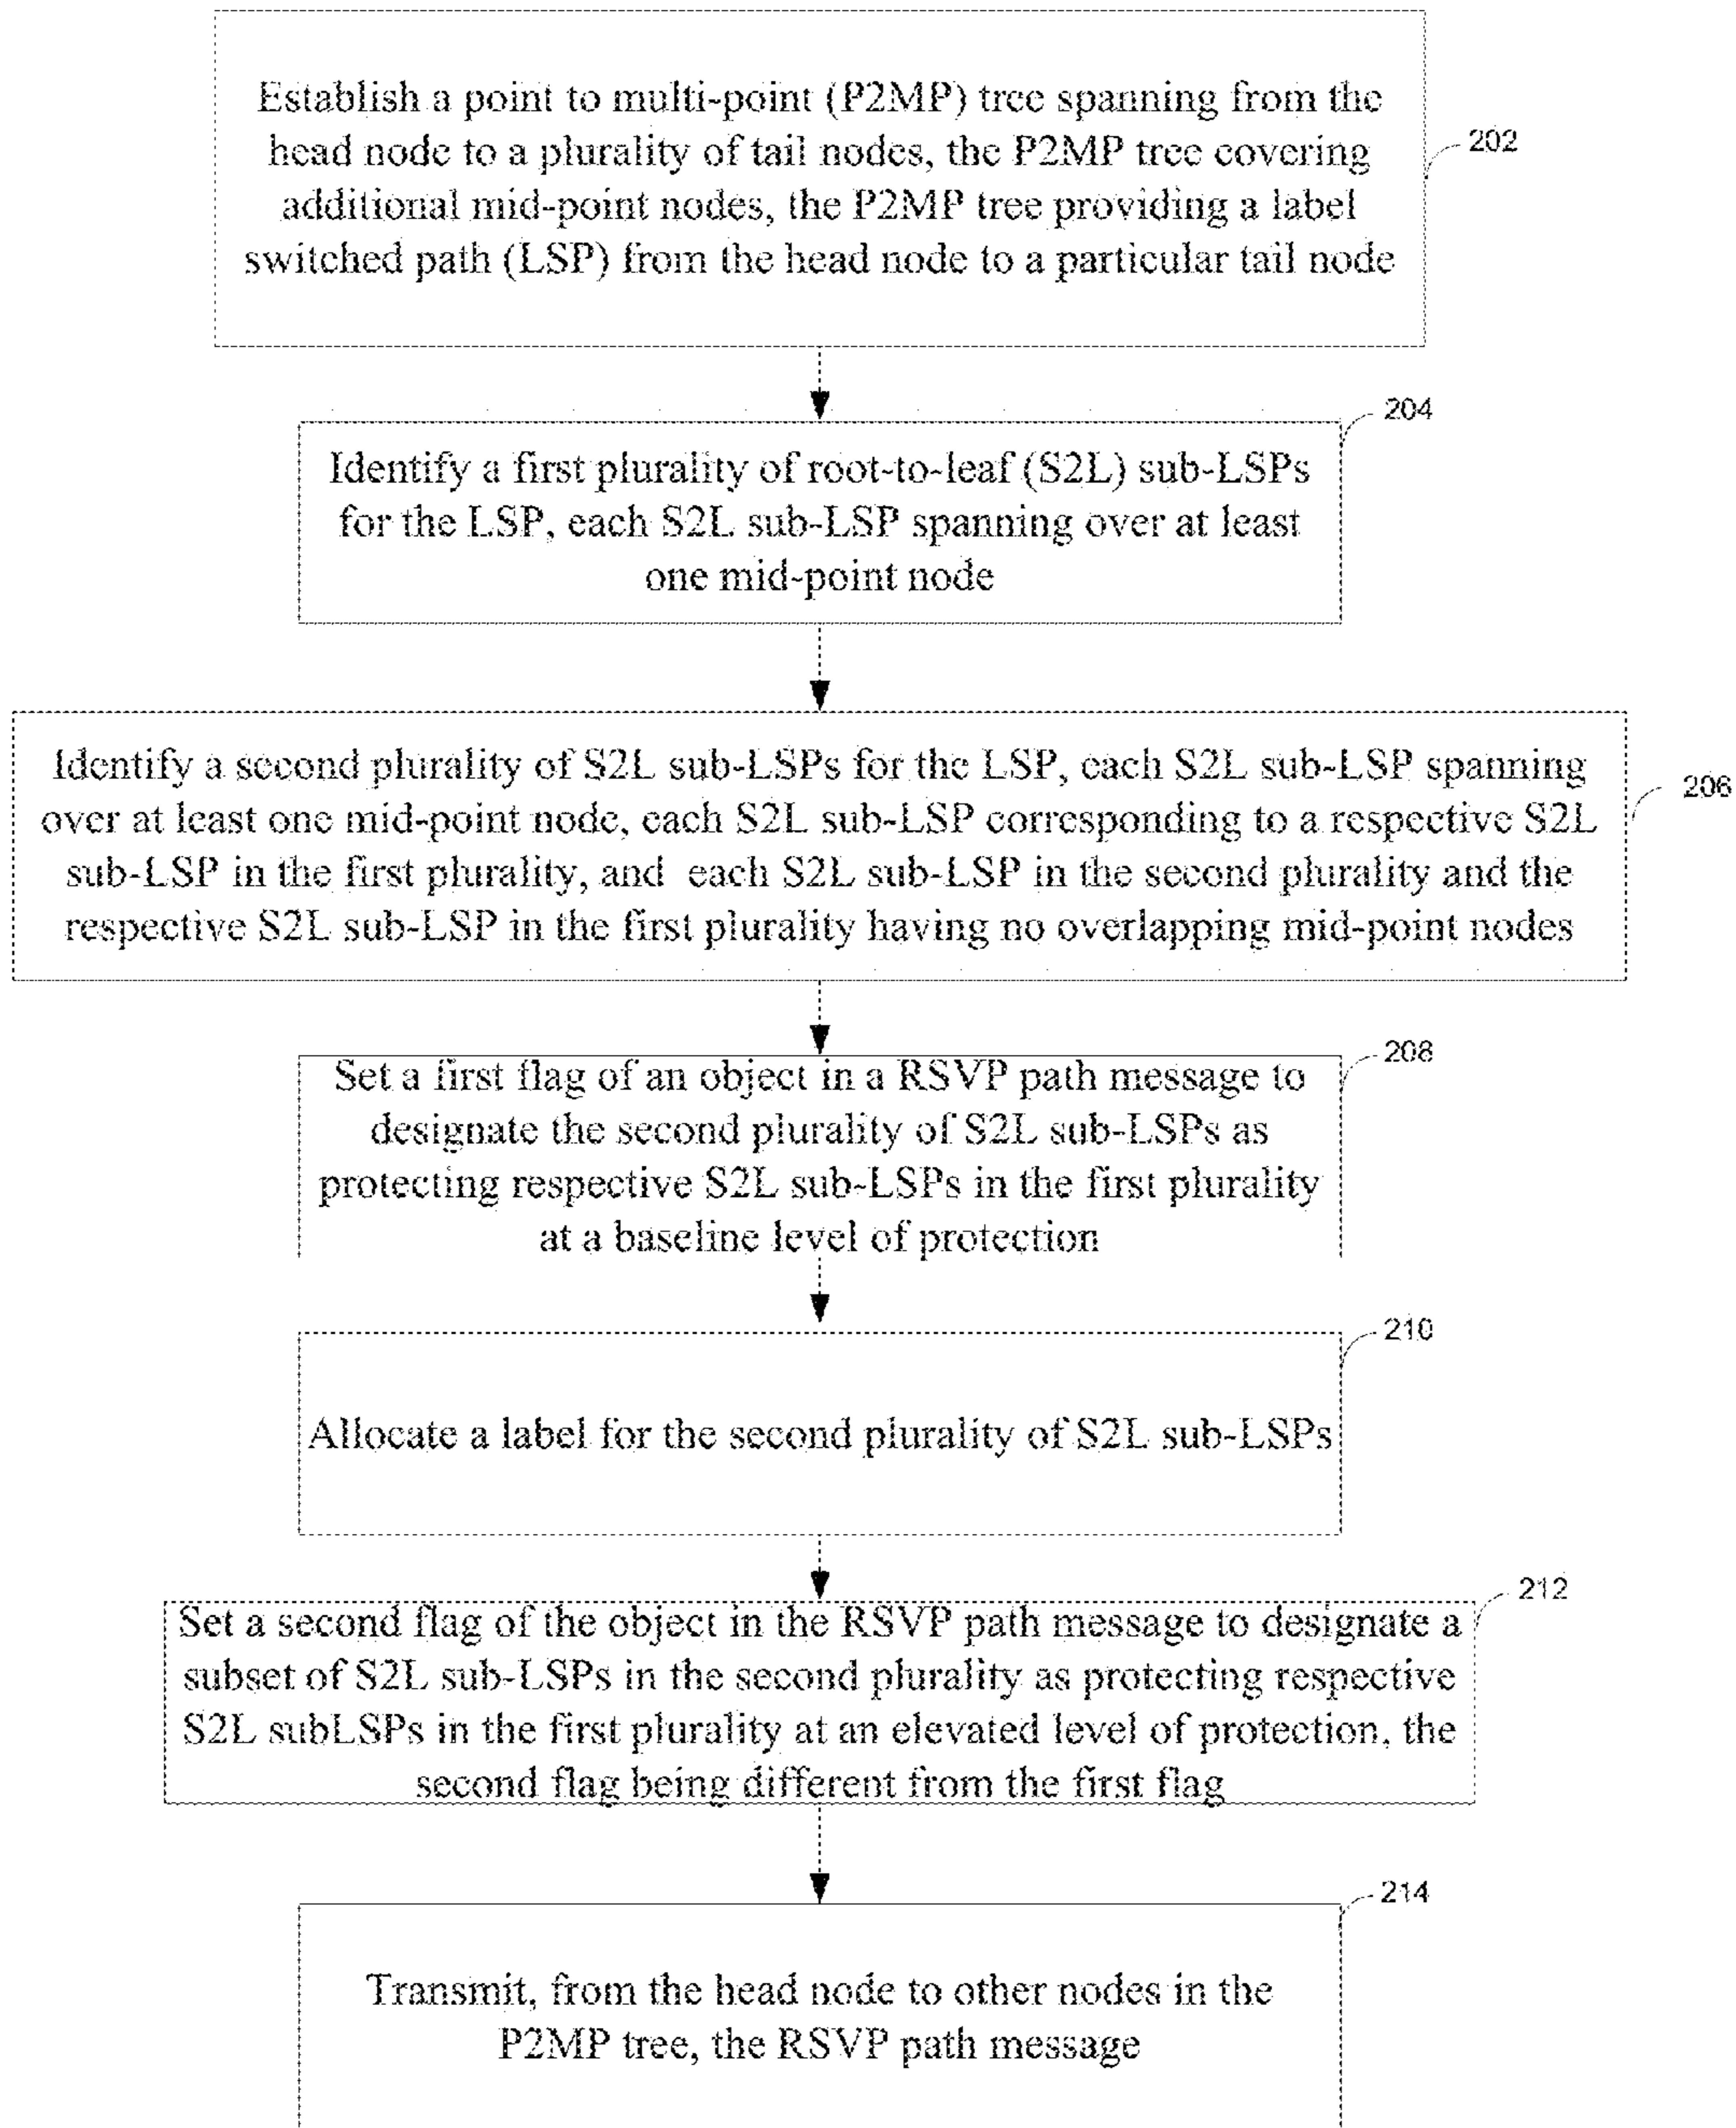 Establish a point to multi-point (P2MP) tree spanning from the
head node to a plurality of tail nodes, the P2MP tree covering
additional mid-point nodes, the P2MP tree providing a label
switched path (LSP) from the head node to a particular tail node
202
204
Identify a first plurality of root-to-leaf (S2L) sub-LSPs
for the LSP, each S2L sub-LSP spanning over at least
one mid-point node
Identify a second plurality of S2L sub-LSPs for the LSP, each S2L sub-LSP spanning
over at least one mid-point node, each S2L sub-LSP corresponding to a respective S2L
sub-LSP in the first plurality, and each S2L sub-LSP in the second plurality and the
respective S2L sub-LSP in the first plurality having no overlapping mid-point nodes
206
208
Set a first flag of an object in a RSVP path message to
designate the second plurality of S2L sub-LSPs as
protecting respective S2L sub-LSPs in the first plurality
at a baseline level of protection
210
Allocate a label for the second plurality of S2L sub-LSPs
212
Set a second flag of the object in the RSVP path message to designate a
subset of S2L sub-LSPs in the second plurality as protecting respective
S2L subLSPs in the first plurality at an elevated level of protection, the
second flag being different from the first flag
214
Transmit, from the head node to other nodes in the
P2MP tree, the RSVP path message